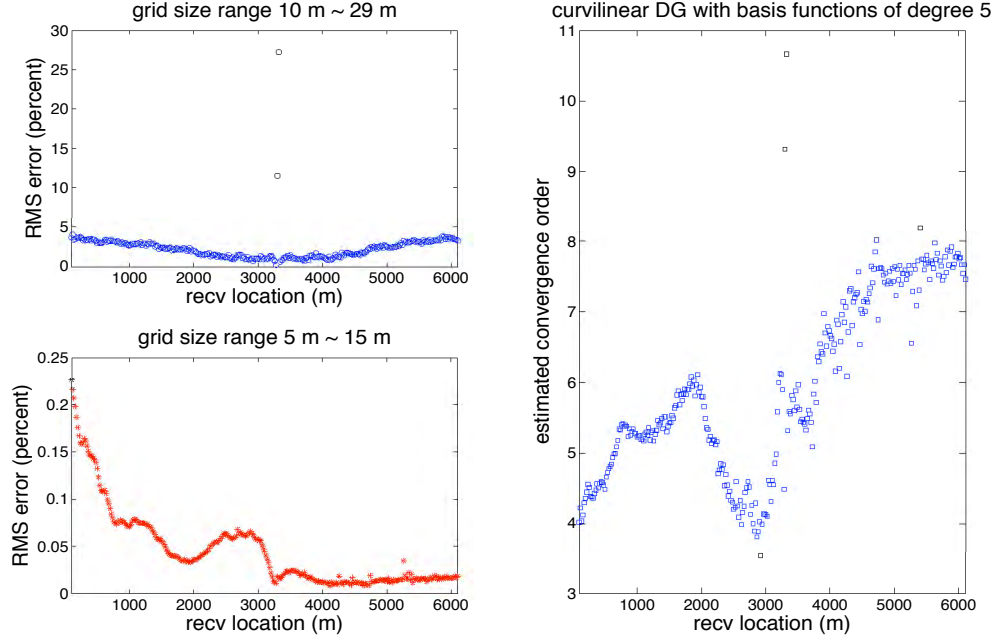 grid size range 10 m ~ 29 m
RMS error (percent)
30
25
20
15
10
5
0
1000 2000 3000 4000 5000 6000
recv location (m)
grid size range 5 m ~ 15 m
RMS error (percent)
0.25
0.2
0.15
0.1
0.05
0
1000 2000 3000 4000 5000 6000
recv location (m)
curvilinear DG with basis functions of degree 5
estimated convergence order
11
10
9
8
7
6
5
4
3
1000 2000 3000 4000 5000 6000
recv location (m)